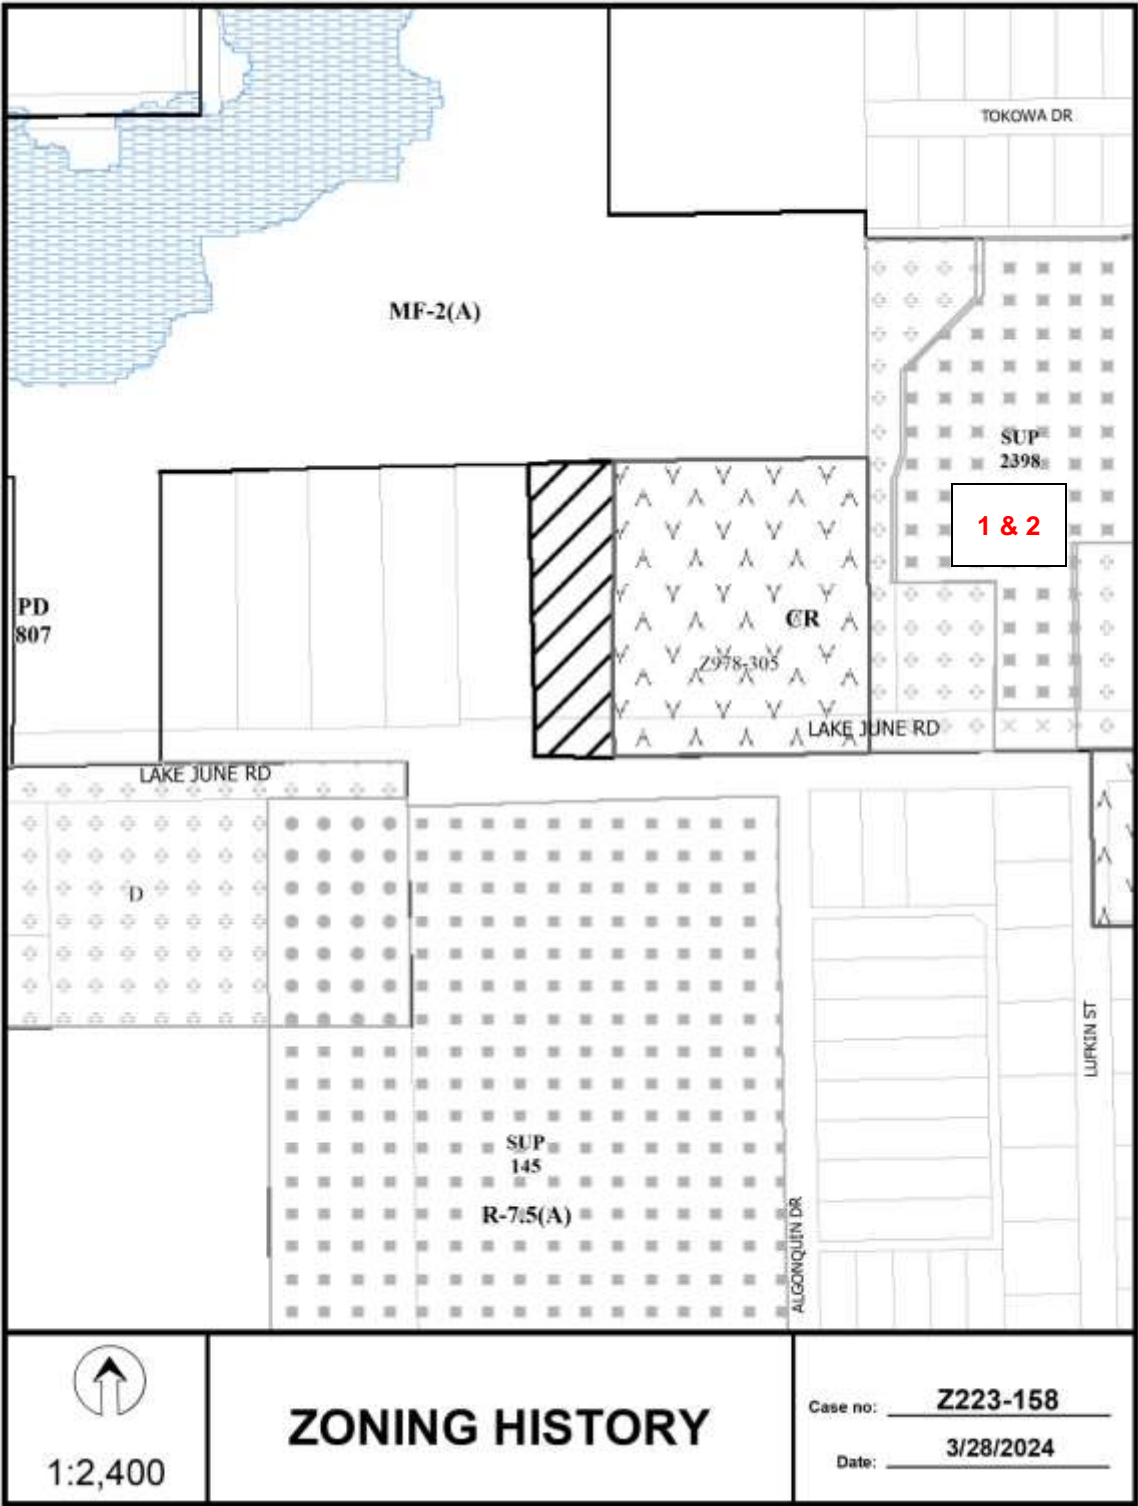 TOKOWA DR
MF-2(A)
SUP
2398
1 & 2
PD
807
CR
Z978-305
LAKE JUNE RD
LAKE JUNE RD
D
LUFKIN ST
SUP
145
R-7.5(A)
ALGONQUIN DR
1:2,400
ZONING HISTORY
Case no: Z223-158
Date: 3/28/2024